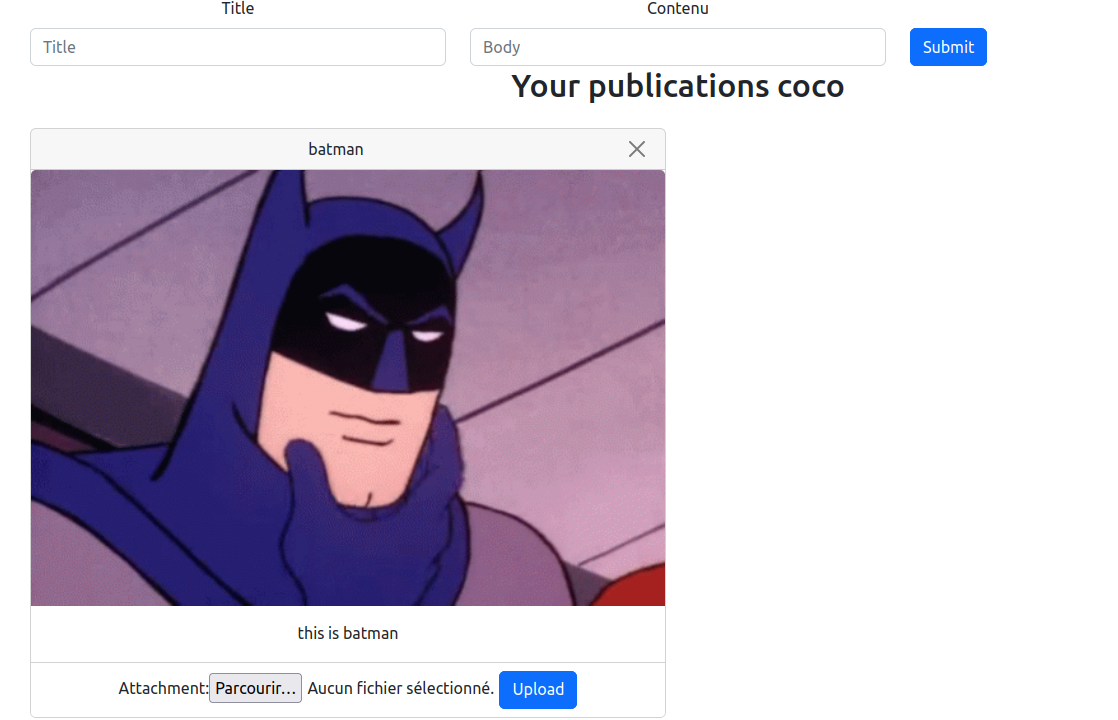 Title Contenu
Title Body Submit
Your publications coco
batman
this is batman
Attachment: Parcourir... Aucun fichier sélectionné. Upload